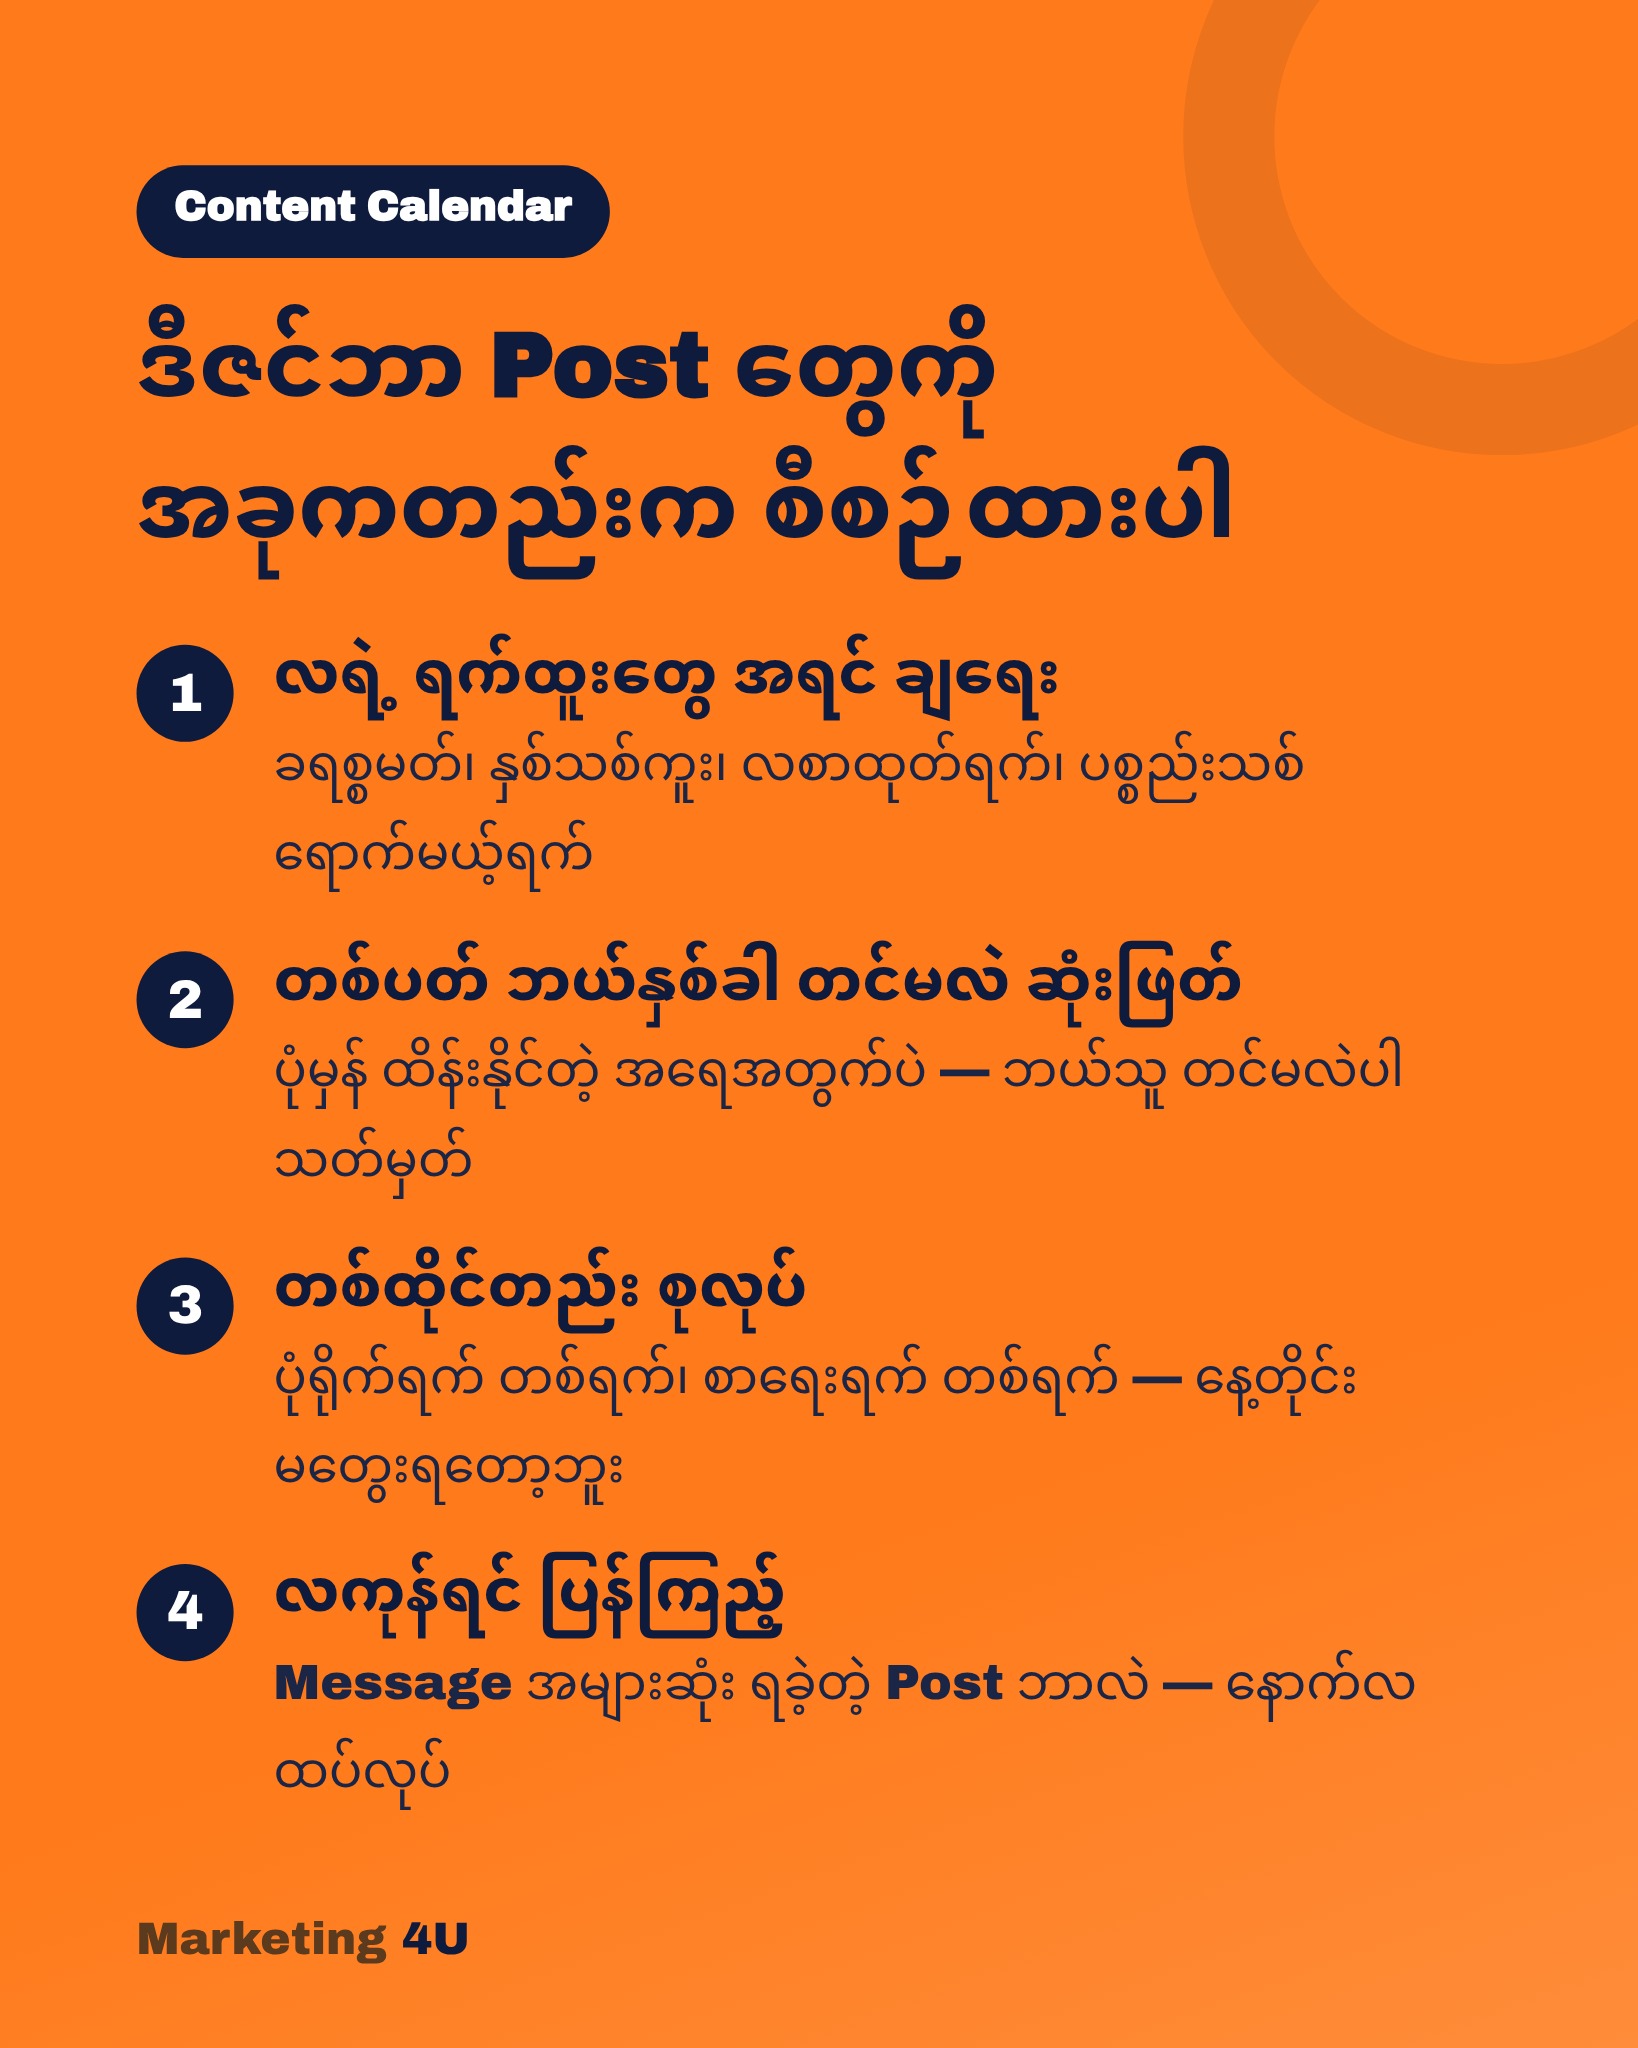 Content Calendar
ဒီဇင်ဘာ Post တွေကို
အခုကတည်းက စီစဉ်ထားပါ
1
လရဲ့ ရက်ထူးတွေ အရင် ချရေး
ခရစ္စမတ်၊ နှစ်သစ်ကူး၊ လစာထုတ်ရက်၊ ပစ္စည်းသစ်
ရောက်မယ့်ရက်
2
တစ်ပတ် ဘယ်နှစ်ခါ တင်မလဲ ဆုံးဖြတ်
ပုံမှန် ထိန်းနိုင်တဲ့ အရေအတွက်ပဲ — ဘယ်သူ တင်မလဲပါ
သတ်မှတ်
3
တစ်ထိုင်တည်း စုလုပ်
ပုံရိုက်ရက် တစ်ရက်၊ စာရေးရက် တစ်ရက် — နေ့တိုင်း
မတွေးရတော့ဘူး
4
လကုန်ရင် ပြန်ကြည့်
Message အများဆုံး ရခဲ့တဲ့ Post ဘာလဲ — နောက်လ
ထပ်လုပ်
Marketing 4U